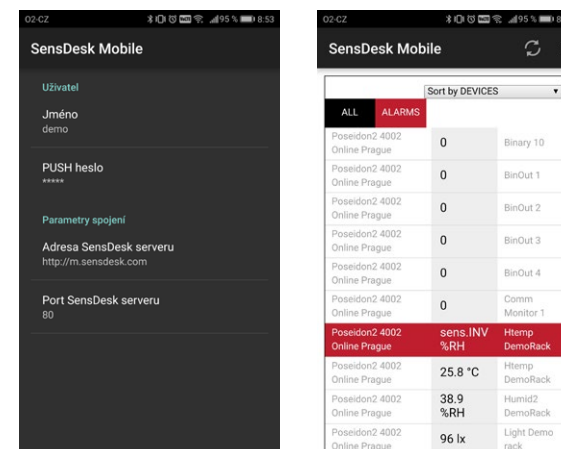 O2-CZ 95 % 8:53
SensDesk Mobile
Uživatel
Jméno
demo
PUSH heslo
*****
Parametry spojení
Adresa SensDesk serveru
http://m.sensdesk.com
Port SensDesk serveru
80
O2-CZ 95 % 8
SensDesk Mobile
Sort by DEVICES
ALL ALARMS
Poseidon2 4002
Online Prague
0
Binary 10
Poseidon2 4002
Online Prague
0
BinOut 1
Poseidon2 4002
Online Prague
0
BinOut 2
Poseidon2 4002
Online Prague
0
BinOut 3
Poseidon2 4002
Online Prague
0
BinOut 4
Poseidon2 4002
Online Prague
0
Comm
Monitor 1
Poseidon2 4002
Online Prague
sens.INV
%RH
Htemp
DemoRack
Poseidon2 4002
Online Prague
25.8 °C
Htemp
DemoRack
Poseidon2 4002
Online Prague
38.9
%RH
Humid2
DemoRack
Poseidon2 4002
Online Prague
96 lx
Light Demo
rack